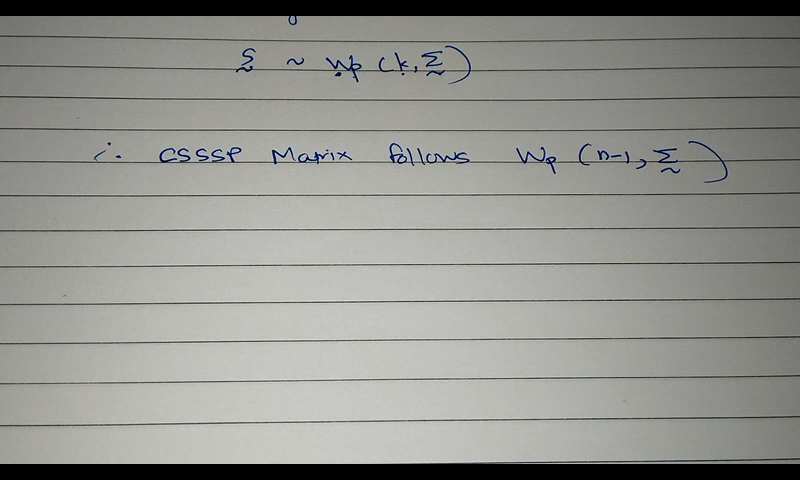 S ~ Wp (k, Σ)
∴ CSSSP Matrix follows Wp (n-1, Σ)